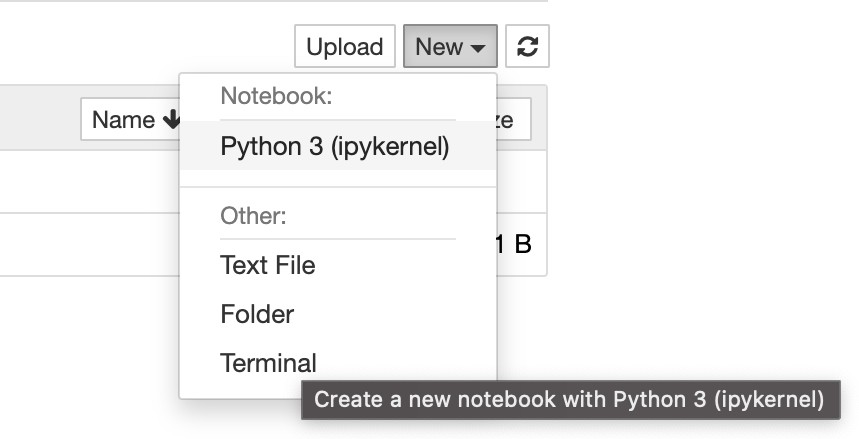 Upload New
Notebook:
Name ze
Python 3 (ipykernel)
Other:
1 B
Text File
Folder
Terminal
Create a new notebook with Python 3 (ipykernel)